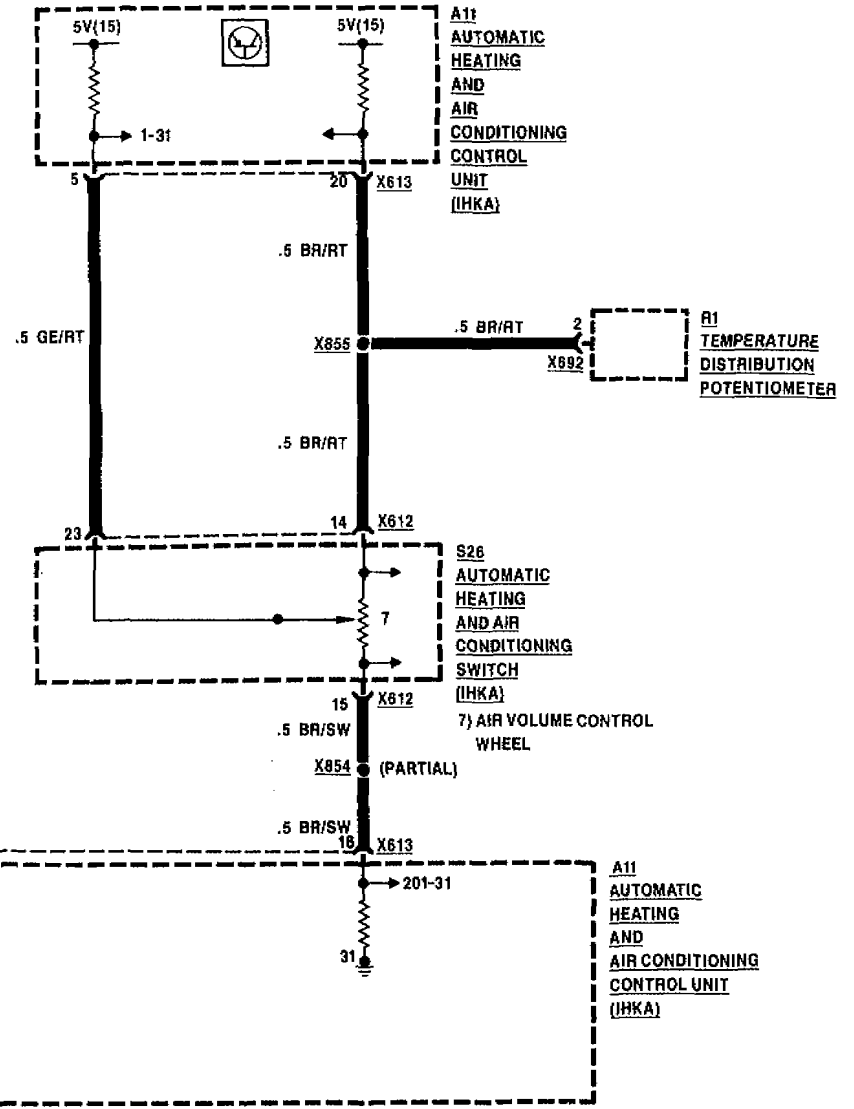 5V(15)
5V(15)
A11
AUTOMATIC
HEATING
AND
AIR
CONDITIONING
CONTROL
UNIT
(IHKA)
1-31
5
20
X613
.5 BR/RT
.5 GE/RT
X855
.5 BR/RT
2
X692
R1
TEMPERATURE
DISTRIBUTION
POTENTIOMETER
.5 BR/RT
23
14
X612
S26
AUTOMATIC
HEATING
AND AIR
CONDITIONING
SWITCH
(IHKA)
7
7) AIR VOLUME CONTROL
WHEEL
15
X612
.5 BR/SW
X854
(PARTIAL)
.5 BR/SW
18
X613
201-31
31
A11
AUTOMATIC
HEATING
AND
AIR CONDITIONING
CONTROL UNIT
(IHKA)